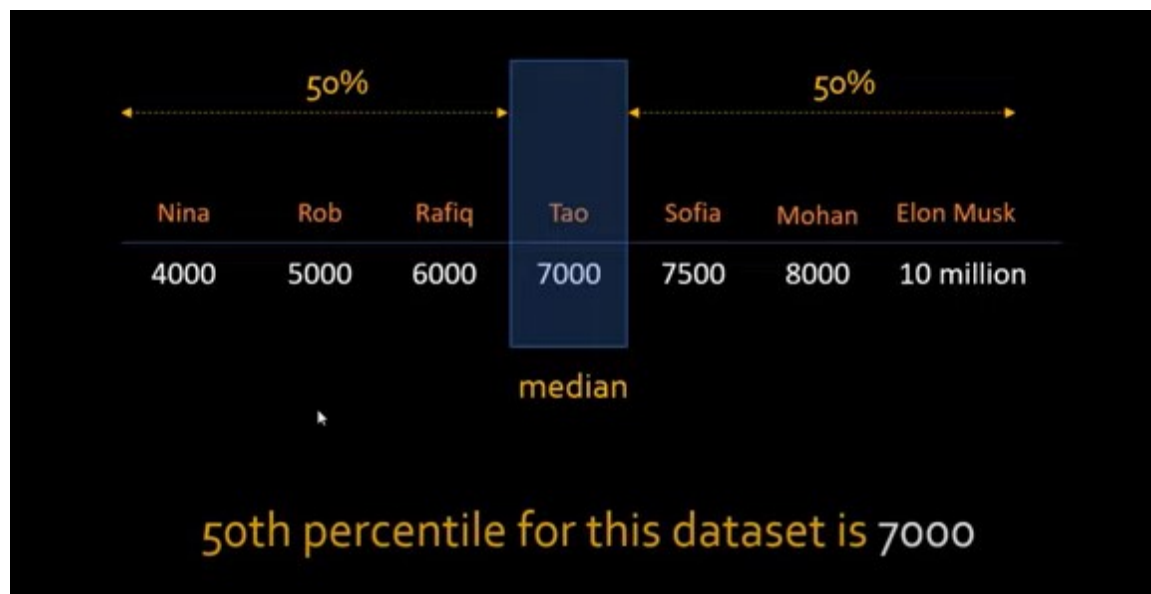 50% 50%
Nina Rob Rafiq Tao Sofia Mohan Elon Musk
4000 5000 6000 7000 7500 8000 10 million
median
50th percentile for this dataset is 7000